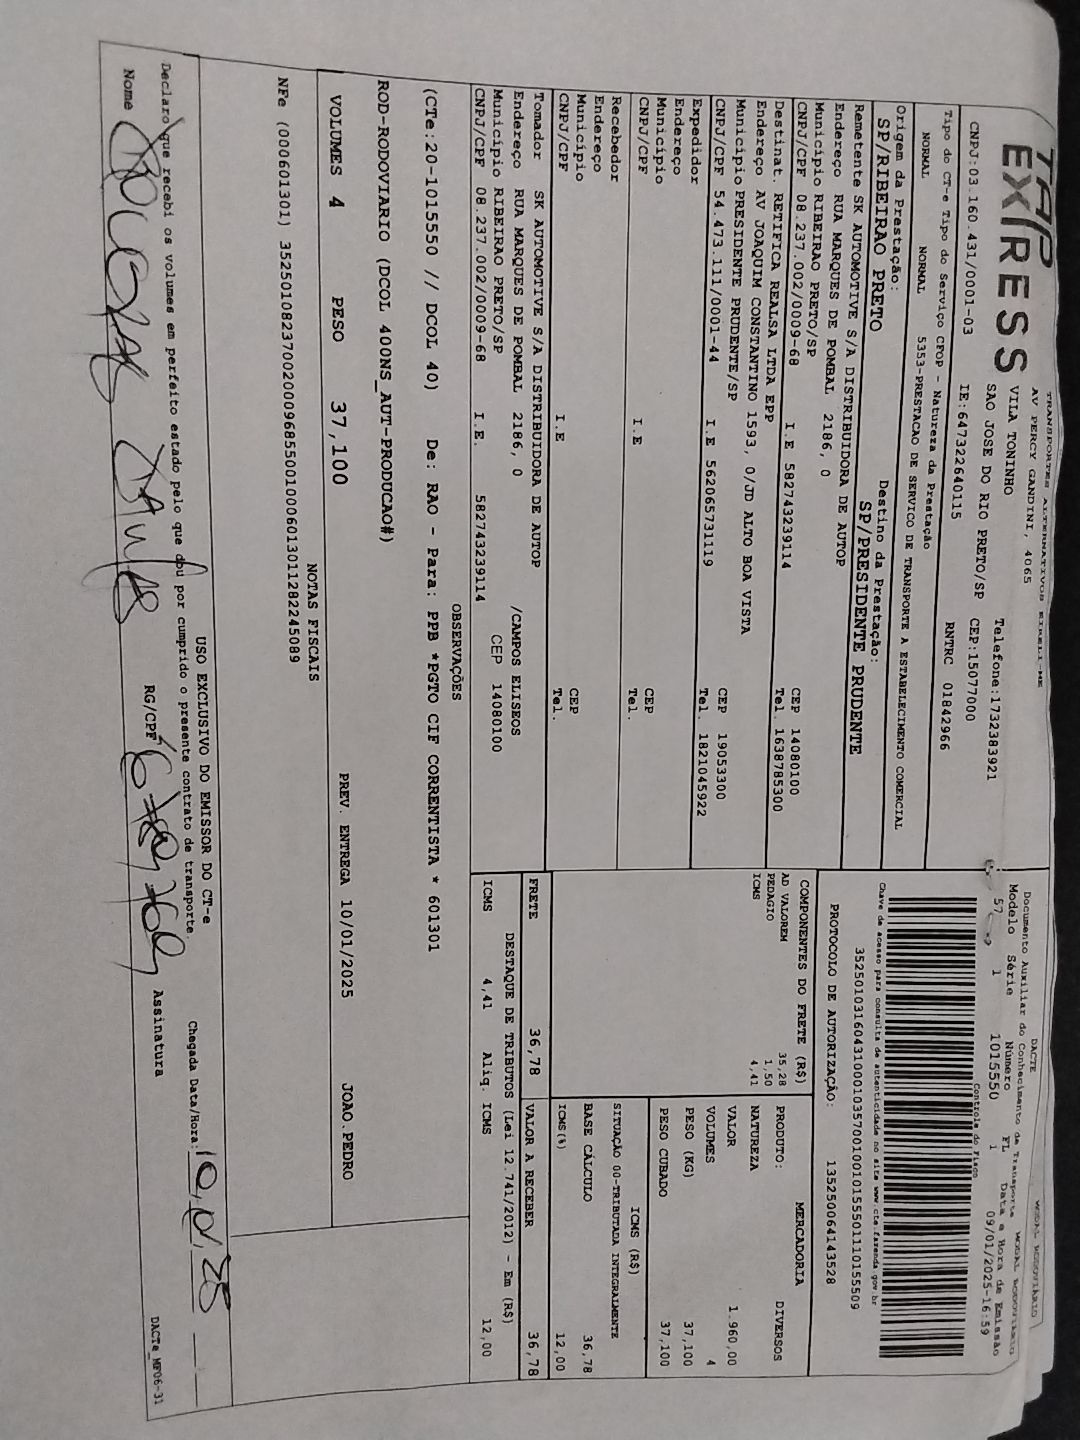 TRANSPORTES ALTERNATIVOS EIRELI-ME
AV PERCY GANDINI, 4065
VILA TONINHO
SAO JOSE DO RIO PRETO/SP
CEP:15077000
Telefone:1732383921
TAP
EXPRESS
CNPJ:03.160.431/0001-03
IE:647322640115
RNTRC 01842966
Tipo do CT-e Tipo do Serviço CFOP - Natureza da Prestação
NORMAL NORMAL 5353-PRESTACAO DE SERVIÇO DE TRANSPORTE A ESTABELECIMENTO COMERCIAL
Origem da Prestação: Destino da Prestação:
SP/RIBEIRAO PRETO SP/PRESIDENTE PRUDENTE
Remetente SK AUTOMOTIVE S/A DISTRIBUIDORA DE AUTOP
Endereço RUA MARQUES DE POMBAL 2186, 0
Município RIBEIRAO PRETO/SP CEP 14080100
CNPJ/CPF 08.237.002/0009-68 I.E 582743239114 Tel. 1638785300
Destinat. RETIFICA REALSA LTDA EPP
Endereço AV JOAQUIM CONSTANTINO 1593, 0/JD ALTO BOA VISTA
Município PRESIDENTE PRUDENTE/SP CEP 19053300
CNPJ/CPF 54.473.111/0001-44 I.E 562065731119 Tel. 1821045922
Expedidor
Endereço
Município CEP
CNPJ/CPF I.E Tel.
Recebedor
Endereço
Município CEP
CNPJ/CPF I.E Tel.
Tomador SK AUTOMOTIVE S/A DISTRIBUIDORA DE AUTOP
Endereço RUA MARQUES DE POMBAL 2186, 0 /CAMPOS ELISEOS
Município RIBEIRAO PRETO/SP CEP 14080100
CNPJ/CPF 08.237.002/0009-68 I.E. 582743239114
DACTE
Documento Auxiliar do Conhecimento de Transporte
MODAL RODOVIÁRIO
Modelo Série Número FL Data e Hora de Emissão
57 1 1015550 1 09/01/2025-16:59
Controle do Fisco
Chave de acesso para consulta de autenticidade no site www.cte.fazenda.gov.br
35250103160431000103570010010155501110155509
PROTOCOLO DE AUTORIZAÇÃO: 135250064143528
COMPONENTES DO FRETE (R$)
AD VALOREM 35,28
PEDAGIO 1,50
ICMS 4,41
MERCADORIA
PRODUTO: DIVERSOS
NATUREZA
VALOR 1.960,00
VOLUMES 4
PESO (KG) 37,100
PESO CUBADO 37,100
ICMS (R$)
SITUAÇÃO 00-TRIBUTADA INTEGRALMENTE
BASE CÁLCULO 36,78
ICMS(%) 12,00
FRETE 36,78 VALOR A RECEBER 36,78
DESTAQUE DE TRIBUTOS (Lei 12.741/2012) - Em (R$)
ICMS 4,41 Aliq. ICMS 12,00
OBSERVAÇÕES
(CTe:20-1015550 // DCOL 40) De: RAO - Para: PPB *PGTO CIF CORRENTISTA * 601301
ROD-RODOVIARIO (DCOL 400NS_AUT-PRODUCAO#)
VOLUMES 4 PESO 37,100 PREV. ENTREGA 10/01/2025 JOAO.PEDRO
NOTAS FISCAIS
NFe (000601301) 35250108237002000968550010006013011282245089
USO EXCLUSIVO DO EMISSOR DO CT-e
Declaro que recebi os volumes em perfeito estado pelo que dou por cumprido o presente contrato de transporte. Chegada Data/Hora:
Nome RG/CPF Assinatura
DACTe_MF06-31